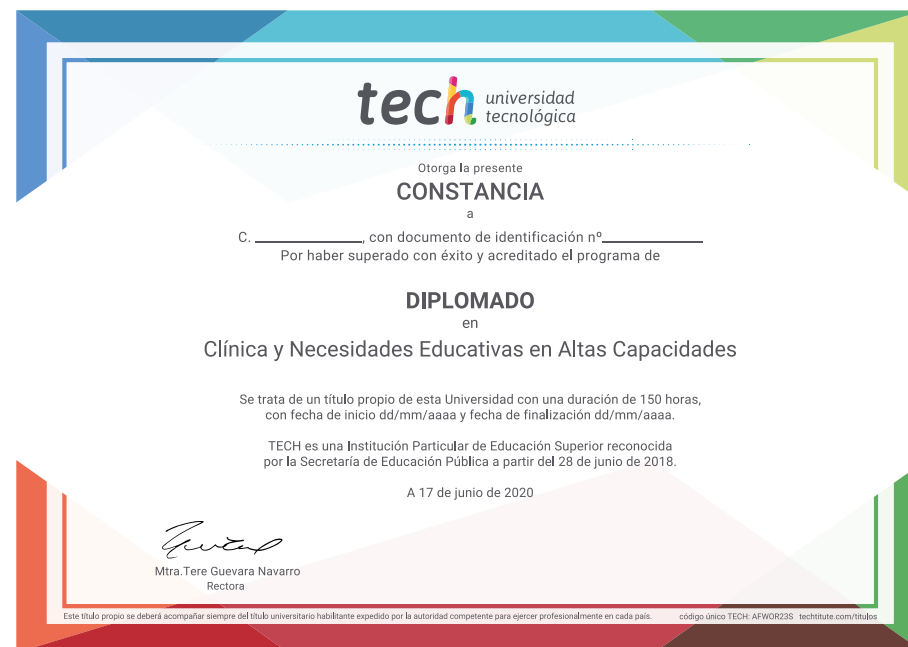 tech universidad
tecnológica
Otorga la presente
CONSTANCIA
a
C. ____________, con documento de identificación nº____________
Por haber superado con éxito y acreditado el programa de
DIPLOMADO
en
Clínica y Necesidades Educativas en Altas Capacidades
Se trata de un título propio de esta Universidad con una duración de 150 horas,
con fecha de inicio dd/mm/aaaa y fecha de finalización dd/mm/aaaa.
TECH es una Institución Particular de Educación Superior reconocida
por la Secretaría de Educación Pública a partir del 28 de junio de 2018.
A 17 de junio de 2020
Mtra.Tere Guevara Navarro
Rectora
Este título propio se deberá acompañar siempre del título universitario habilitante expedido por la autoridad competente para ejercer profesionalmente en cada país. código único TECH: AFWOR23S techtitute.com/titulos